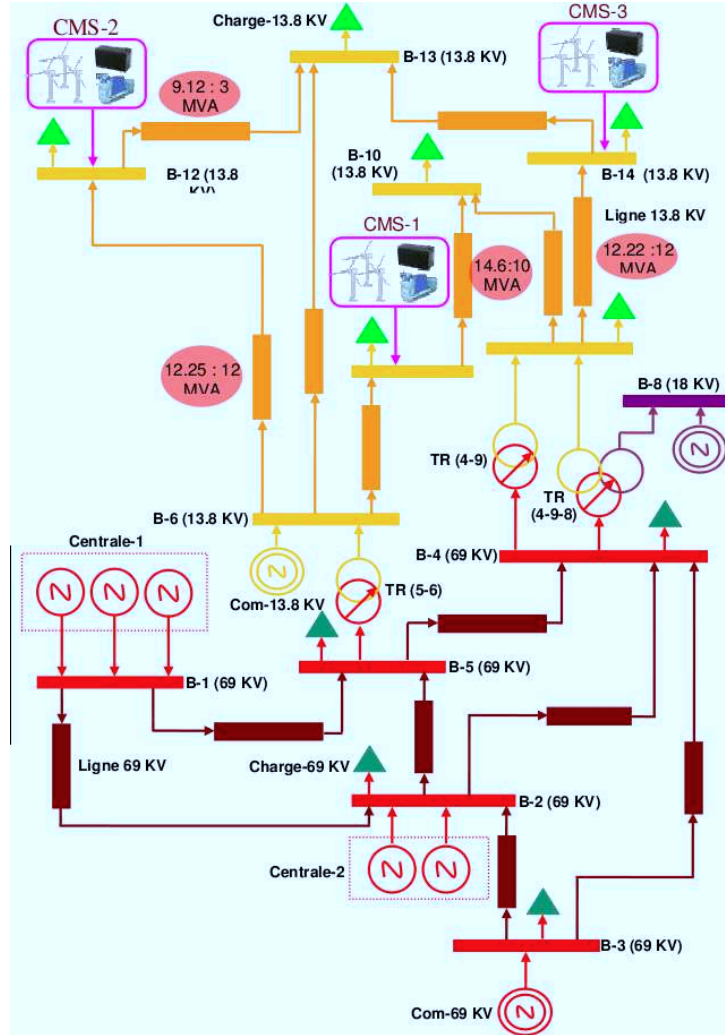 CMS-2
Charge-13.8 KV
B-13 (13.8 KV)
CMS-3
9.12 : 3
MVA
B-12 (13.8
KV)
B-10
(13.8 KV)
B-14 (13.8 KV)
Ligne 13.8 KV
CMS-1
14.6:10
MVA
12.22 :12
MVA
12.25 : 12
MVA
B-8 (18 KV)
TR (4-9)
TR
(4-9-8)
B-6 (13.8 KV)
Centrale-1
B-4 (69 KV)
Com-13.8 KV
TR (5-6)
B-5 (69 KV)
B-1 (69 KV)
Ligne 69 KV
Charge-69 KV
B-2 (69 KV)
Centrale-2
B-3 (69 KV)
Com-69 KV